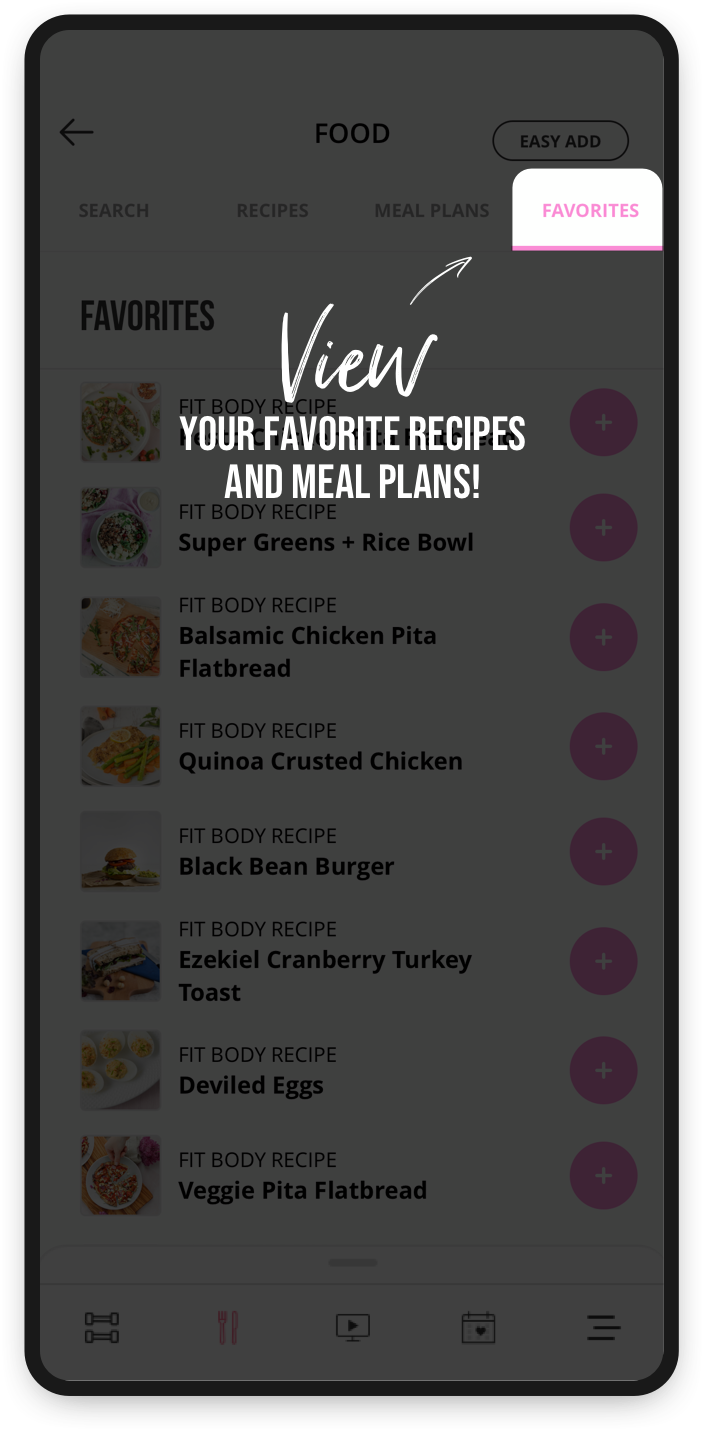 FOOD
EASY ADD
SEARCH
RECIPES
MEAL PLANS
FAVORITES
FAVORITES
View
YOUR FAVORITE RECIPES
AND MEAL PLANS!
FIT BODY RECIPE
FIT BODY RECIPE
Super Greens + Rice Bowl
FIT BODY RECIPE
Balsamic Chicken Pita
Flatbread
FIT BODY RECIPE
Quinoa Crusted Chicken
FIT BODY RECIPE
Black Bean Burger
FIT BODY RECIPE
Ezekiel Cranberry Turkey
Toast
FIT BODY RECIPE
Deviled Eggs
FIT BODY RECIPE
Veggie Pita Flatbread